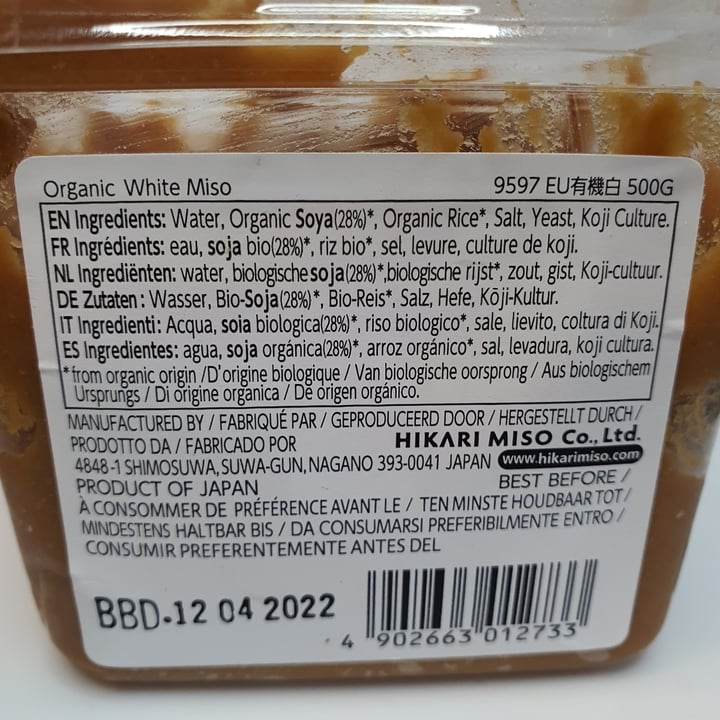 Organic White Miso 9597 EU有機白 500G
EN Ingredients: Water, Organic Soya(28%)*, Organic Rice*, Salt, Yeast, Koji Culture.
FR Ingrédients: eau, soja bio(28%)*, riz bio*, sel, levure, culture de koji.
NL Ingrediënten: water, biologische soja(28%)*,biologische rijst*, zout, gist, Koji-cultuur.
DE Zutaten : Wasser, Bio-Soja(28%)*, Bio-Reis*, Salz, Hefe, Kōji-Kultur.
IT Ingredienti: Acqua, soia biologica(28%)*, riso biologico*, sale, lievito, coltura di Koji.
ES Ingredientes: agua, soja orgánica(28%)*, arroz orgánico*, sal, levadura, koji cultura.
*from organic origin /D'origine biologique / Van biologische oorsprong / Aus biologischem
Ursprungs / Di origine organica / De origen orgánico.
MANUFACTURED BY / FABRIQUÉ PAR / GEPRODUCEERD DOOR / HERGESTELLT DURCH /
PRODOTTO DA / FABRICADO POR HIKARI MISO Co., Ltd.
4848-1 SHIMOSUWA, SUWA-GUN, NAGANO 393-0041 JAPAN www.hikarimiso.com
PRODUCT OF JAPAN BEST BEFORE /
À CONSOMMER DE PRÉFÉRENCE AVANT LE / TEN MINSTE HOUDBAAR TOT /
MINDESTENS HALTBAR BIS / DA CONSUMARSI PREFERIBILMENTE ENTRO /
CONSUMIR PREFERENTEMENTE ANTES DEL
BBD.12 04 2022
4 902663 012733